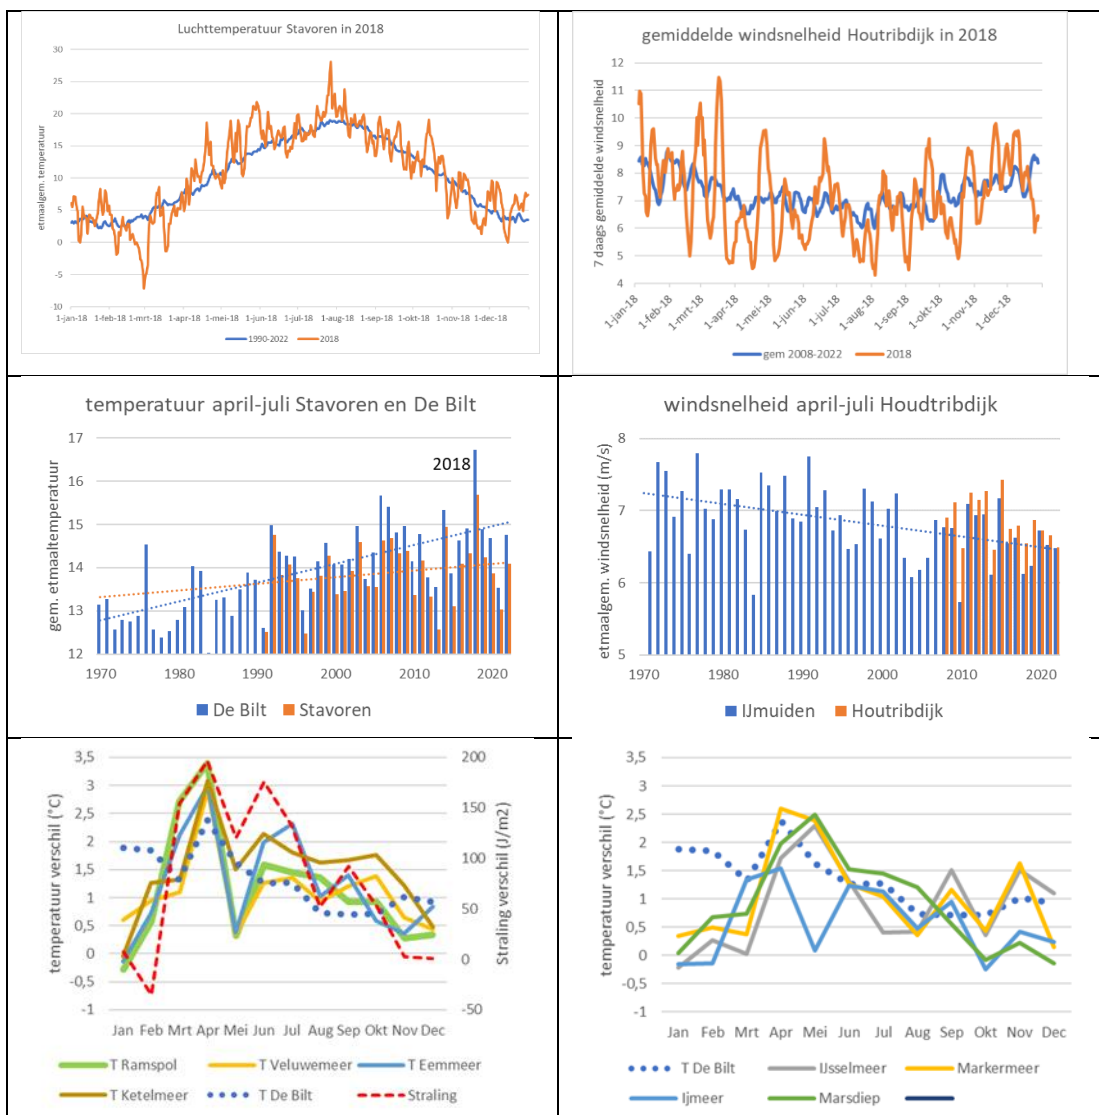 Luchttemperatuur Stavoren in 2018
etmaalgem. temperatuur
30
25
20
15
10
5
0
-5
-10
1-jan-18 1-feb-18 1-mrt-18 1-apr-18 1-mei-18 1-jun-18 1-jul-18 1-aug-18 1-sep-18 1-okt-18 1-nov-18 1-dec-18
1990-2022 2018
gemiddelde windsnelheid Houtribdijk in 2018
7 daags gemiddelde windsnelheid
12
11
10
9
8
7
6
5
4
1-jan-18 1-feb-18 1-mrt-18 1-apr-18 1-mei-18 1-jun-18 1-jul-18 1-aug-18 1-sep-18 1-okt-18 1-nov-18 1-dec-18
gem 2008-2022 2018
temperatuur april-juli Stavoren en De Bilt
gem. etmaaltemperatuur
17
16
15
14
13
12
2018
1970 1980 1990 2000 2010 2020
De Bilt Stavoren
windsnelheid april-juli Houdtribdijk
etmaalgem. windsnelheid (m/s)
8
7
6
5
1970 1980 1990 2000 2010 2020
IJmuiden Houtribdijk
temperatuur verschil (°C)
3,5
3
2,5
2
1,5
1
0,5
0
-0,5
-1
200
150
100
50
0
-50
Straling verschil (J/m2)
Jan Feb Mrt Apr Mei Jun Jul Aug Sep Okt Nov Dec
T Ramspol T Veluwemeer T Eemmeer
T Ketelmeer T De Bilt Straling
temperatuur verschil (°C)
3,5
3
2,5
2
1,5
1
0,5
0
-0,5
-1
Jan Feb Mrt Apr Mei Jun Jul Aug Sep Okt Nov Dec
T De Bilt IJsselmeer Markermeer
Ijmeer Marsdiep